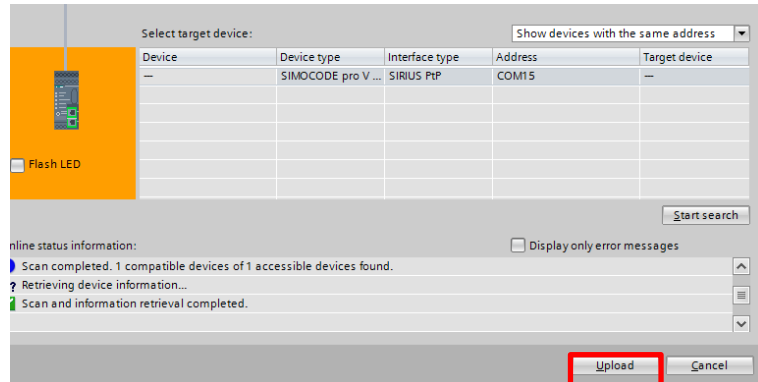 Select target device:
Show devices with the same address
Device Device type Interface type Address Target device
— SIMOCODE pro V ... SIRIUS PtP COM15 —
Flash LED
Start search
nline status information:
Display only error messages
Scan completed. 1 compatible devices of 1 accessible devices found.
? Retrieving device information...
Scan and information retrieval completed.
Upload Cancel